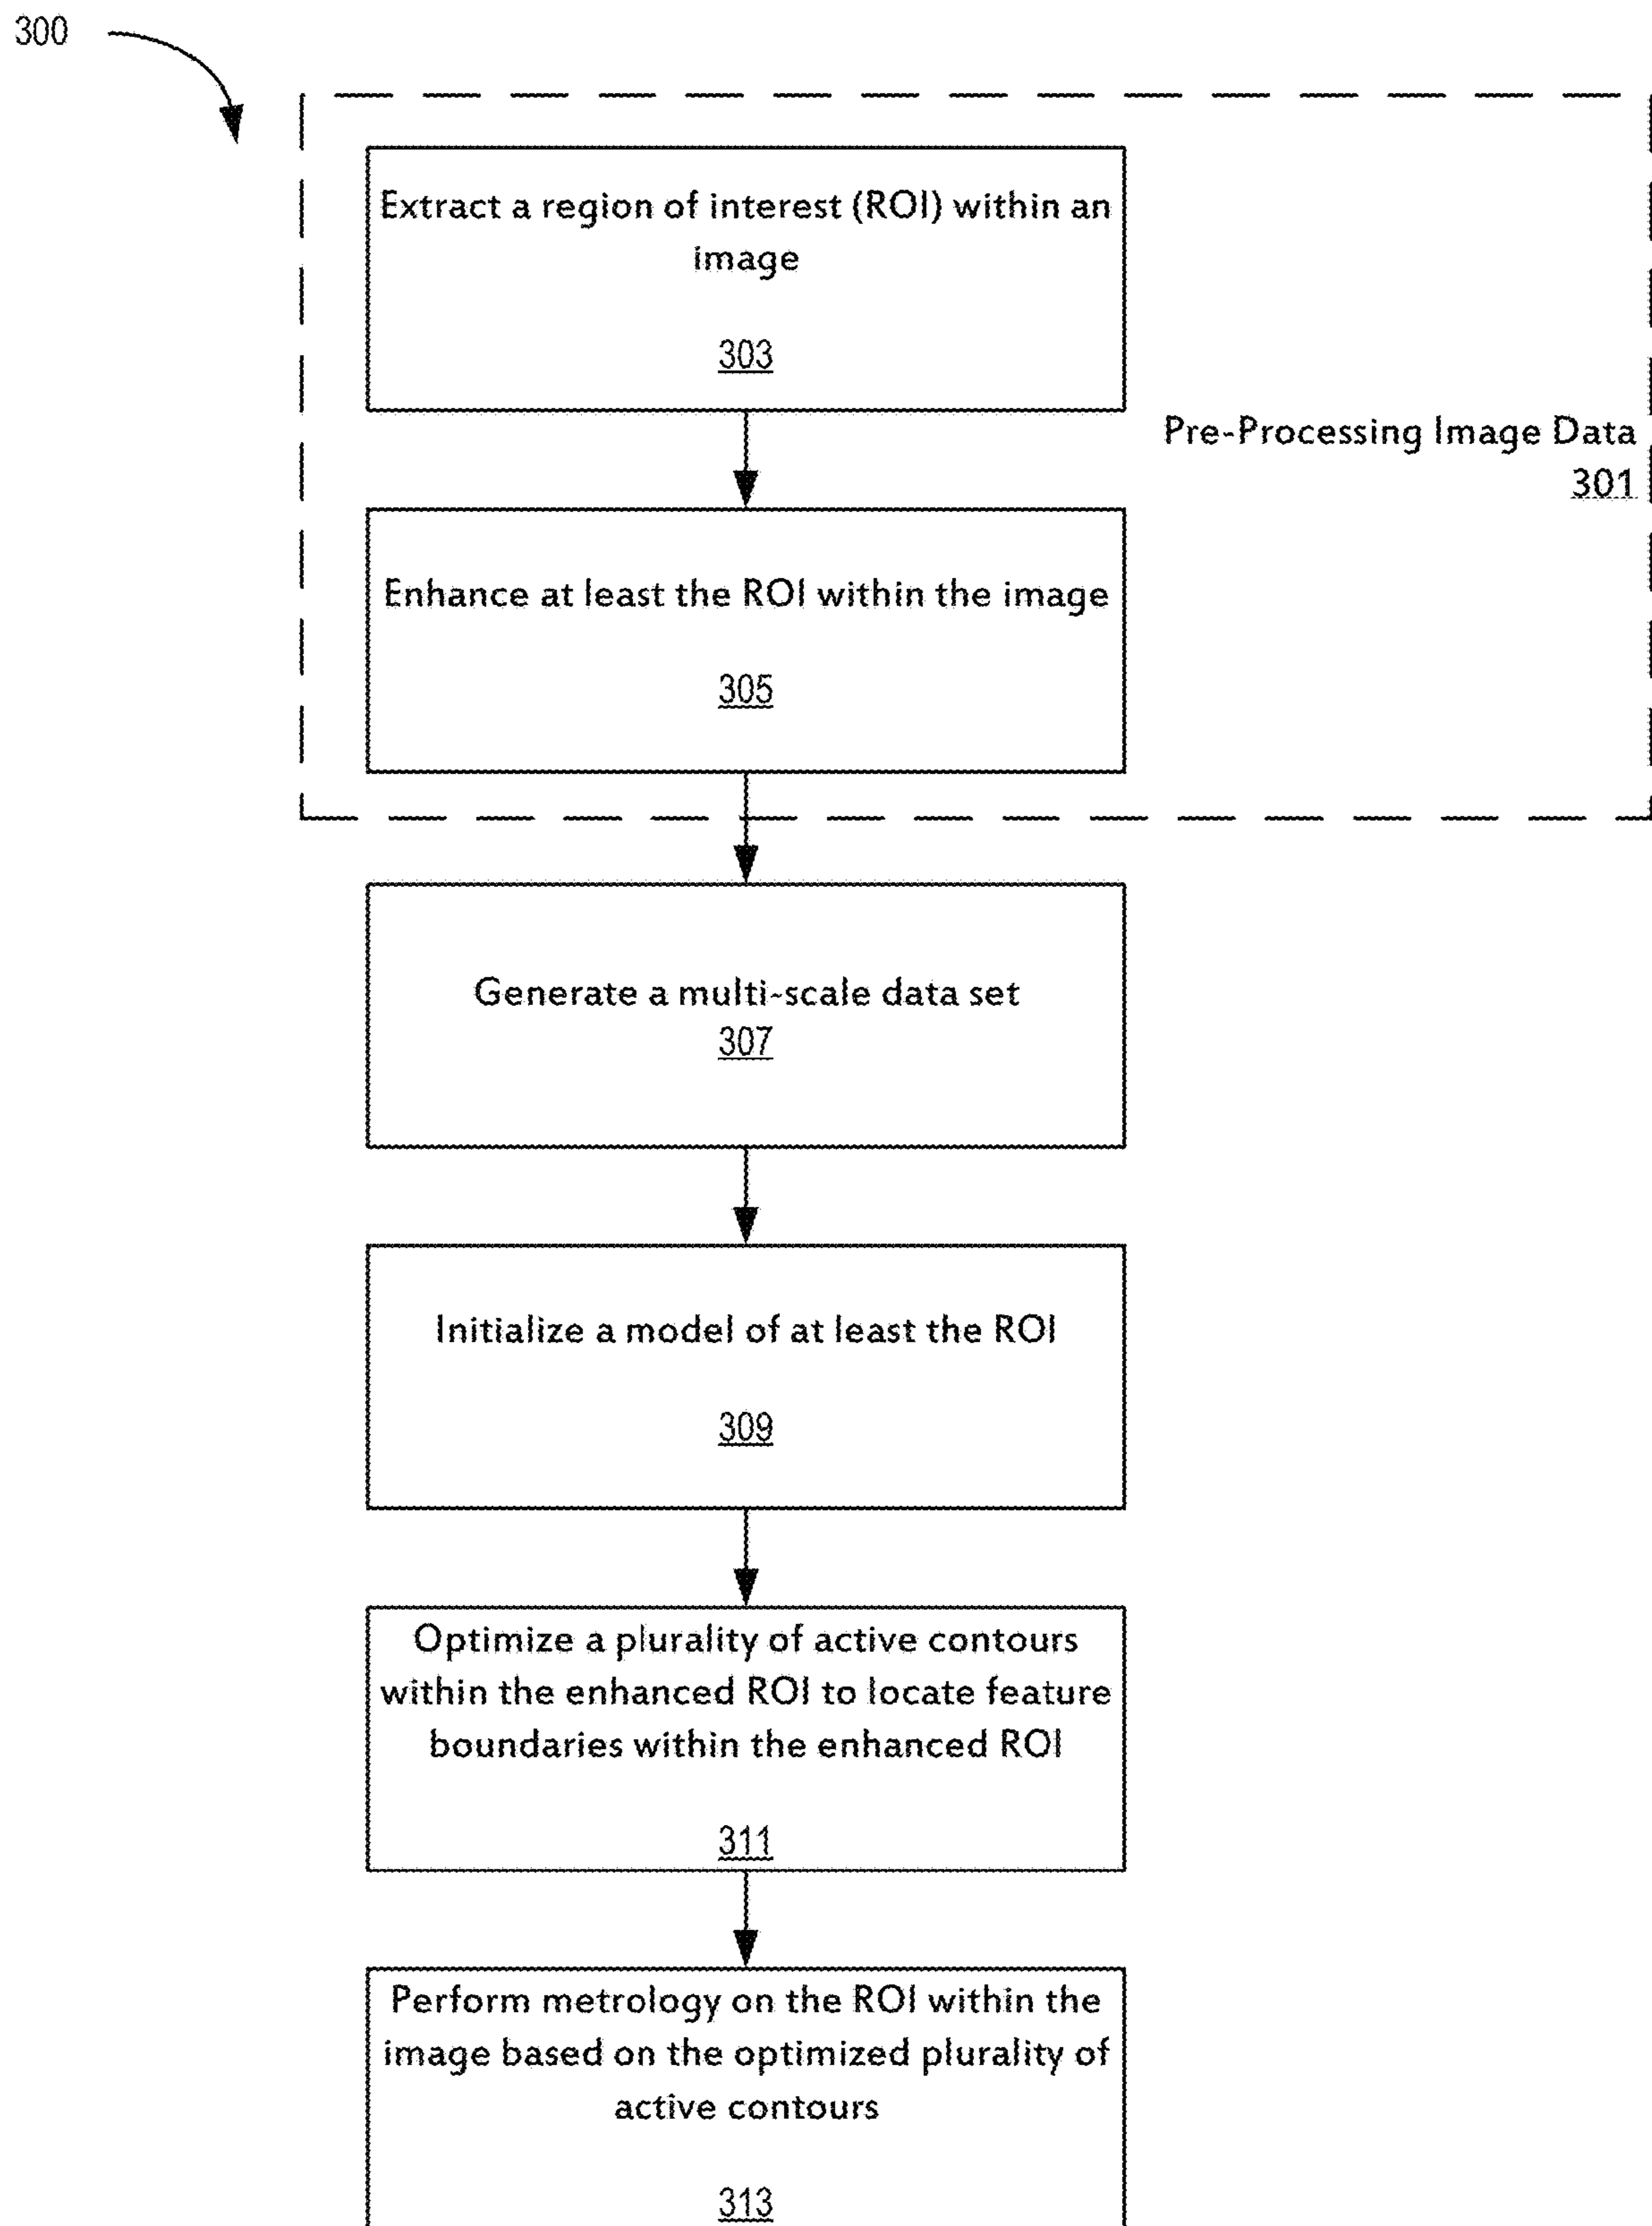 300
Extract a region of interest (ROI) within an
image
303
Pre-Processing Image Data
301
Enhance at least the ROI within the image
305
Generate a multi-scale data set
307
Initialize a model of at least the ROI
309
Optimize a plurality of active contours
within the enhanced ROI to locate feature
boundaries within the enhanced ROI
311
Perform metrology on the ROI within the
image based on the optimized plurality of
active contours
313